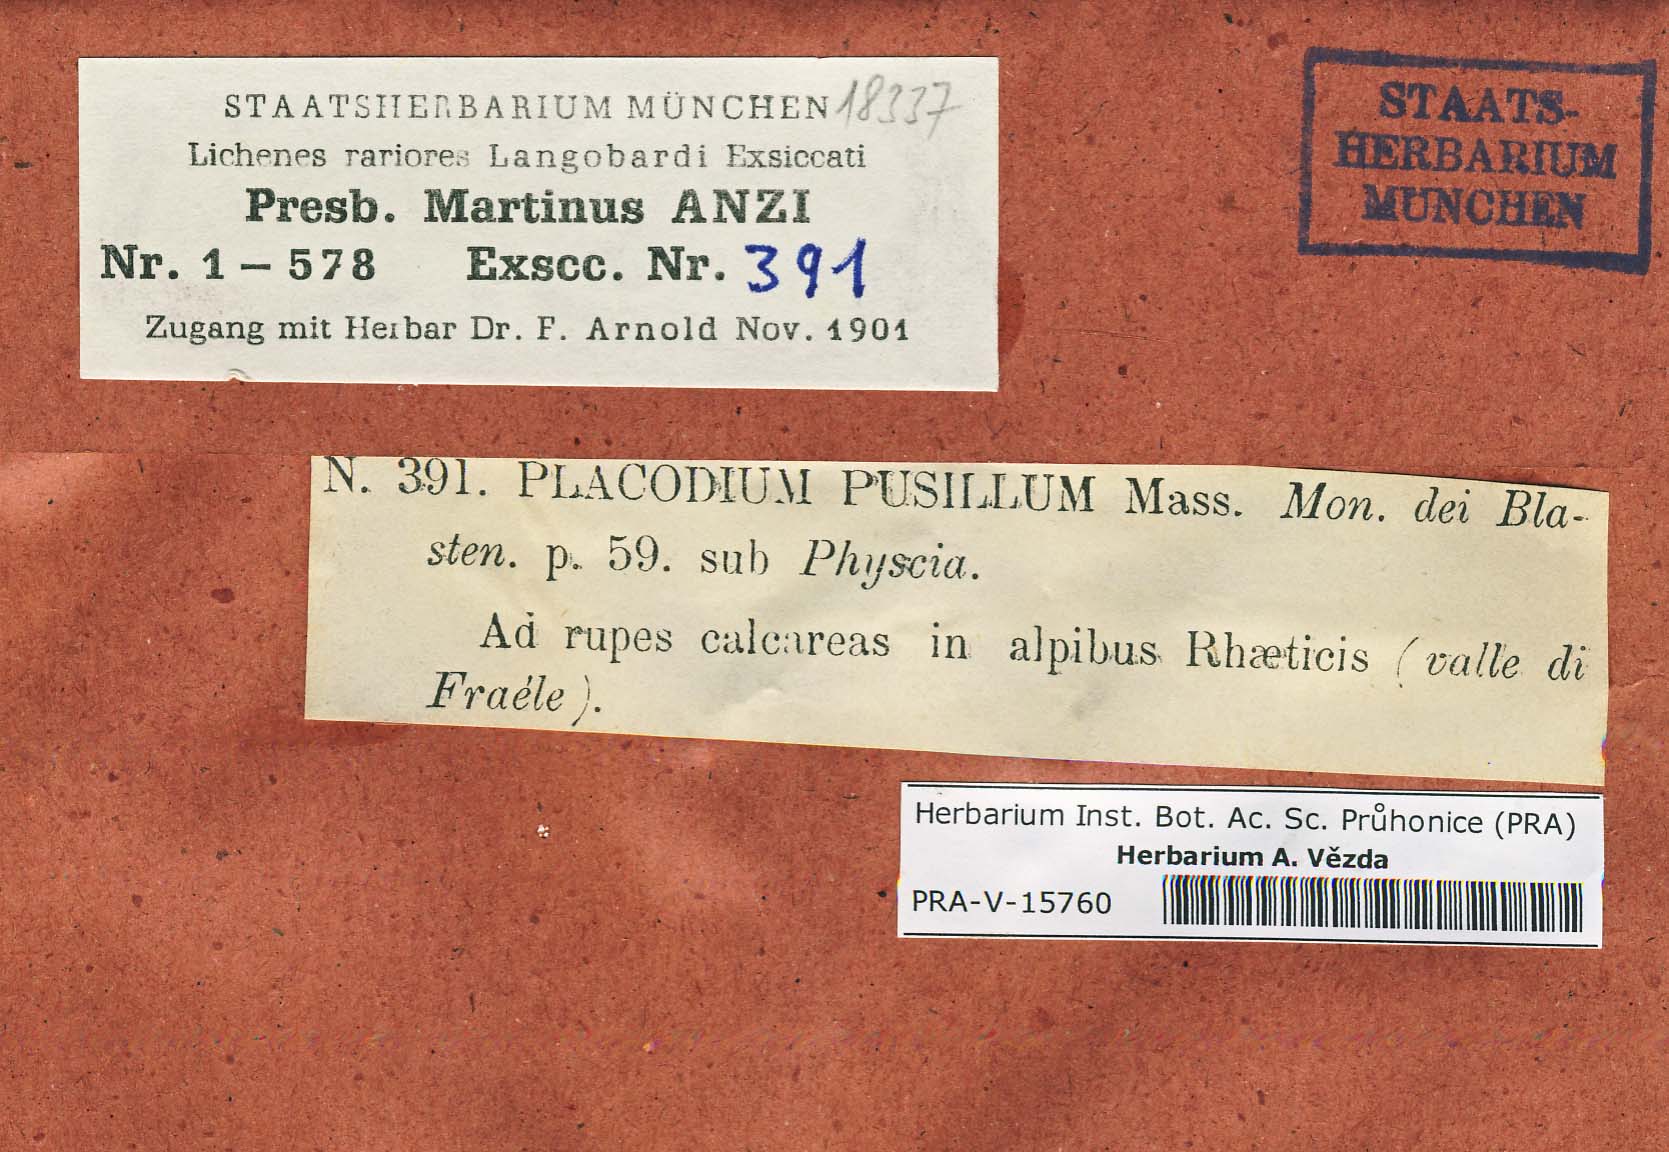 STAATSHERBARIUM MÜNCHEN 18337
Lichenes rariores Langobardi Exsiccati
Presb. Martinus ANZI
Nr. 1 – 578 Exscc. Nr. 391
Zugang mit Herbar Dr. F. Arnold Nov. 1901
STAATS-
HERBARIUM
MÜNCHEN
N. 391. PLACODIUM PUSILLUM Mass. Mon. dei Bla-
sten. p. 59. sub Physcia.
Ad rupes calcareas in alpibus Rhæticis (valle di
Fraéle).
Herbarium Inst. Bot. Ac. Sc. Průhonice (PRA)
Herbarium A. Vězda
PRA-V-15760